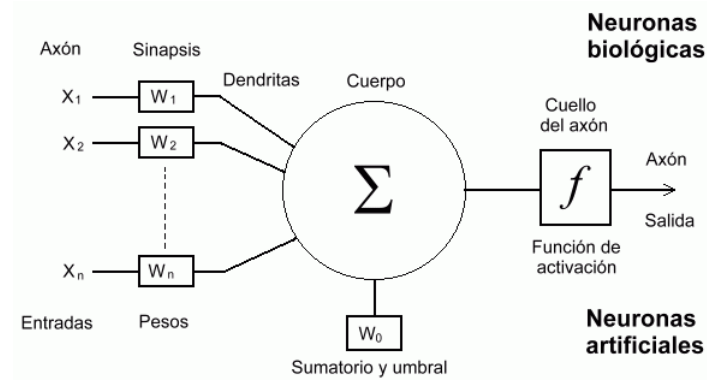 Neuronas
biológicas
Axón
Sinapsis
Dendritas
Cuerpo
X1
W1
X2
W2
Cuello
del axón
Σ
f
Axón
Salida
Función de
activación
Xn
Wn
Entradas
Pesos
W0
Sumatorio y umbral
Neuronas
artificiales